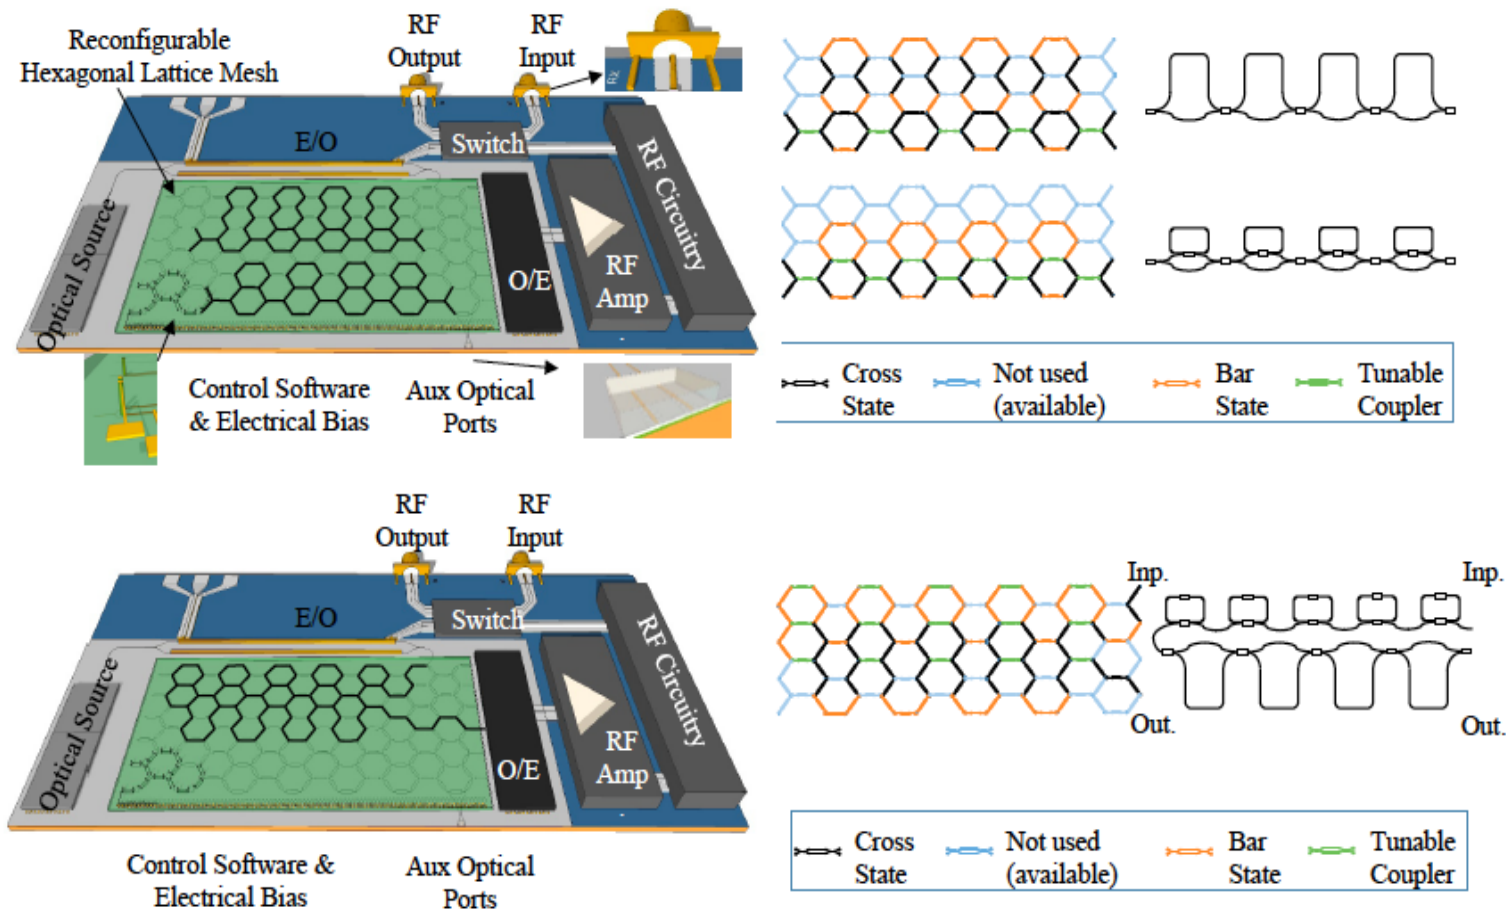 RF
Output
RF
Input
Reconfigurable
Hexagonal Lattice Mesh
E/O
Switch
RF Circuitry
Optical Source
O/E
RF
Amp
Control Software
& Electrical Bias
Aux Optical
Ports
Cross
State
Not used
(available)
Bar
State
Tunable
Coupler
RF
Output
RF
Input
E/O
Switch
RF Circuitry
Optical Source
O/E
RF
Amp
Control Software &
Electrical Bias
Aux Optical
Ports
Inp.
Inp.
Out.
Out.
Cross
State
Not used
(available)
Bar
State
Tunable
Coupler